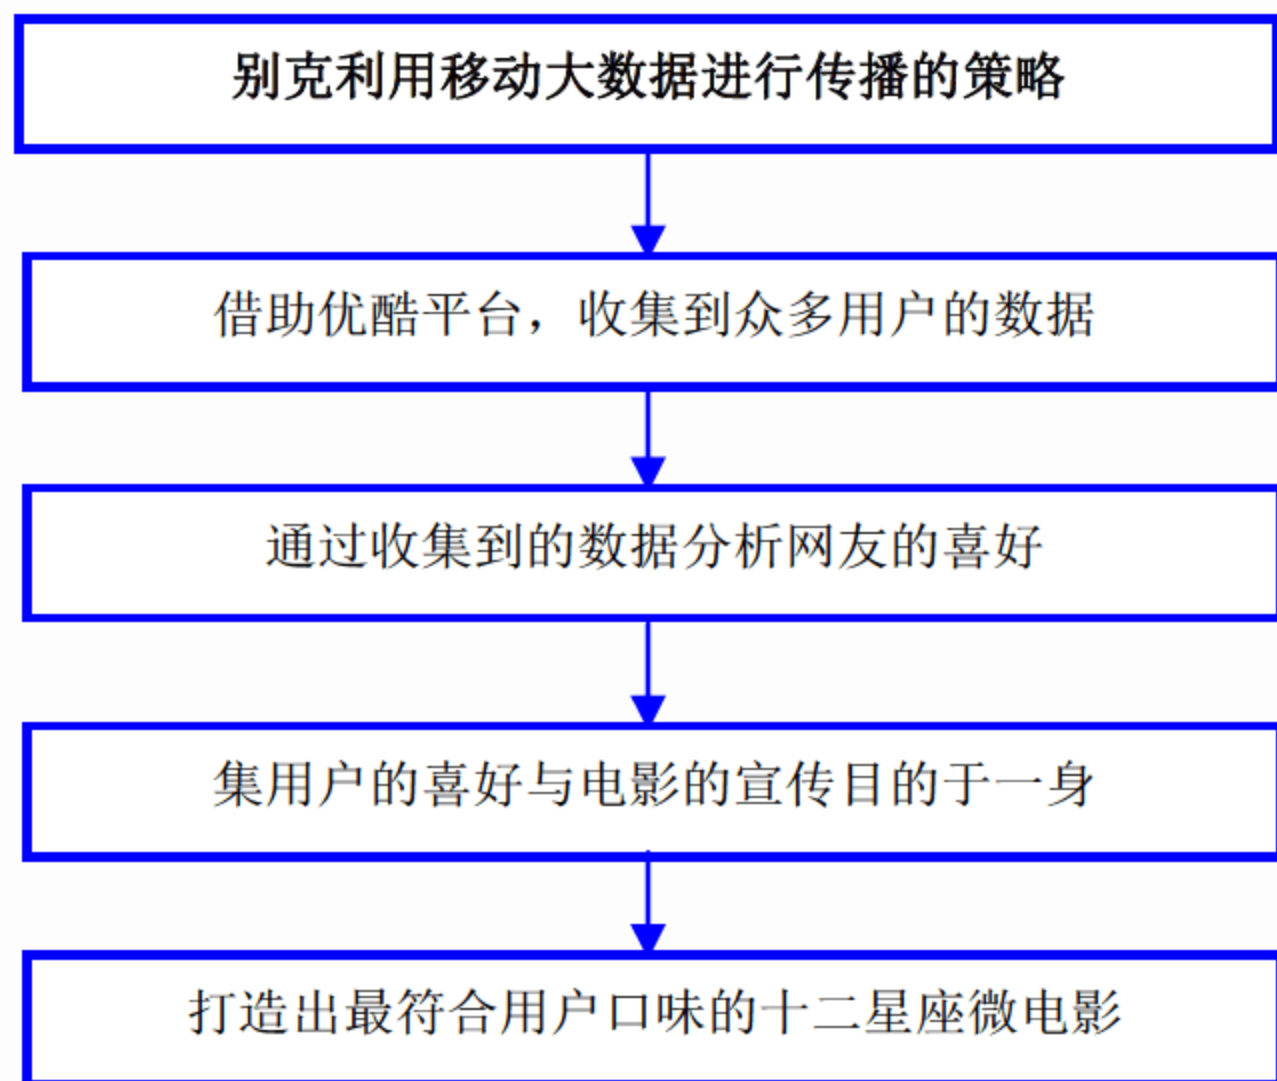 别克利用移动大数据进行传播的策略
借助优酷平台，收集到众多用户的数据
通过收集到的数据分析网友的喜好
集用户的喜好与电影的宣传目的于一身
打造出最符合用户口味的十二星座微电影